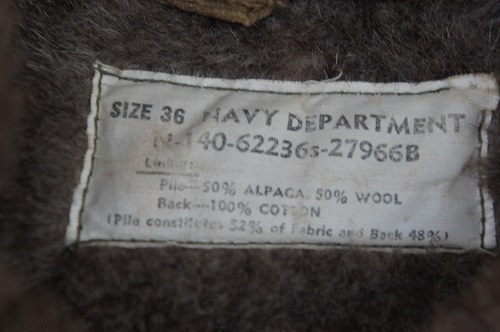 SIZE 36 NAVY DEPARTMENT
N-140-62236s-27966B
Lining:
Pile—50% ALPACA, 50% WOOL
Back—100% COTTON
(Pile constitutes 52% of Fabric and Back 48%)